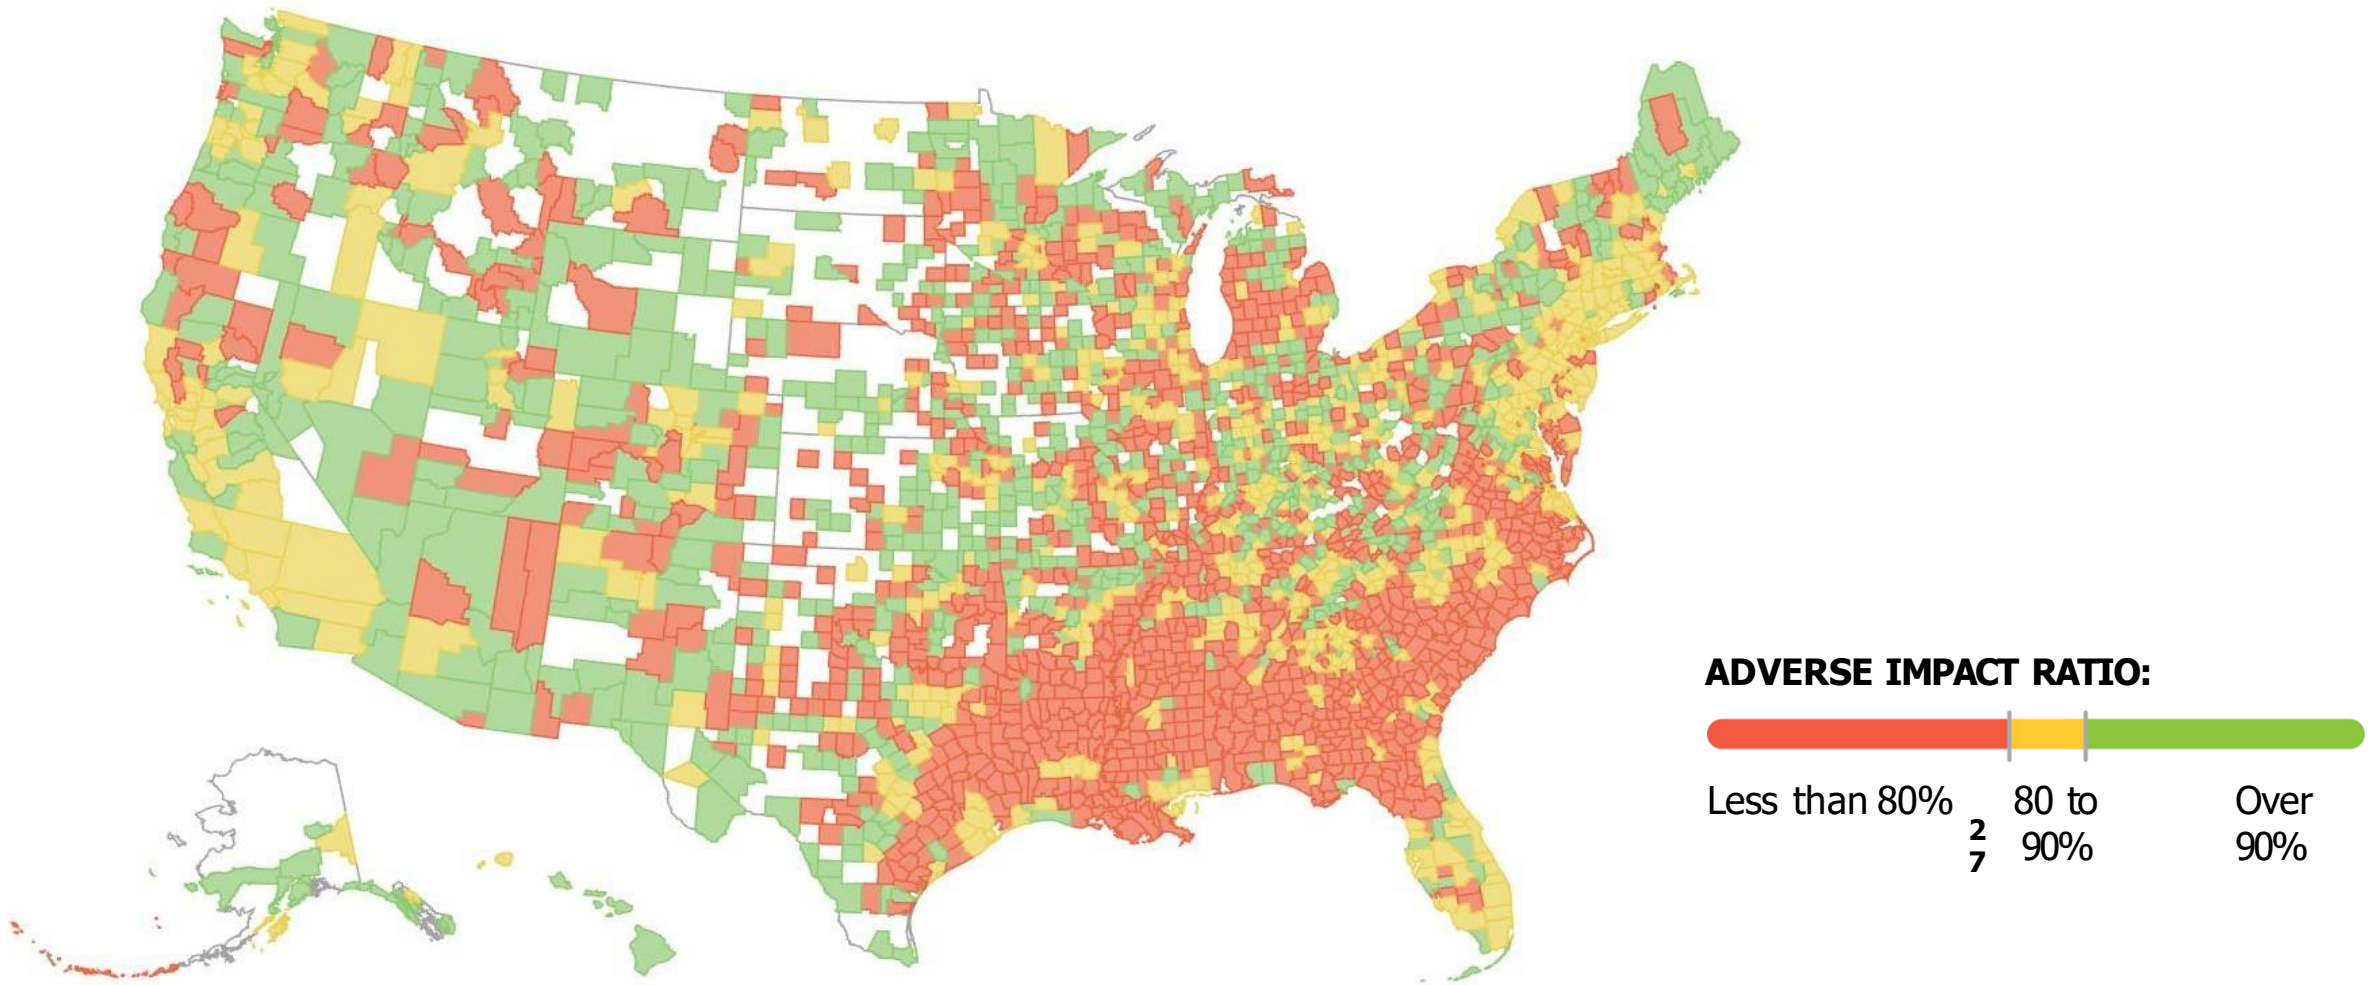 ADVERSE IMPACT RATIO:
Less than 80%
80 to
90%
Over
90%
2
7